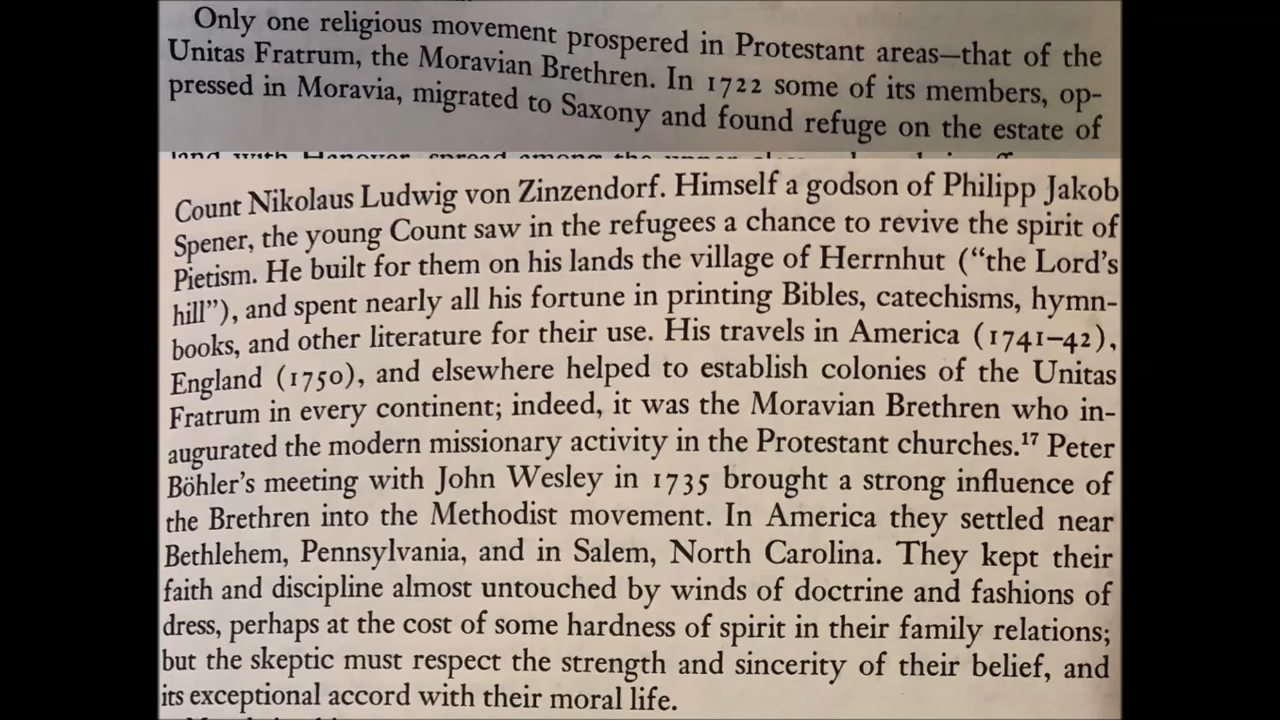 Only one religious movement prospered in Protestant areas—that of the
Unitas Fratrum, the Moravian Brethren. In 1722 some of its members, op-
pressed in Moravia, migrated to Saxony and found refuge on the estate of
land with Hanover, spread among the upper
Count Nikolaus Ludwig von Zinzendorf. Himself a godson of Philipp Jakob
Spener, the young Count saw in the refugees a chance to revive the spirit of
Pietism. He built for them on his lands the village of Herrnhut (“the Lord’s
hill”), and spent nearly all his fortune in printing Bibles, catechisms, hymn-
books, and other literature for their use. His travels in America (1741–42),
England (1750), and elsewhere helped to establish colonies of the Unitas
Fratrum in every continent; indeed, it was the Moravian Brethren who in-
augurated the modern missionary activity in the Protestant churches.¹⁷ Peter
Böhler’s meeting with John Wesley in 1735 brought a strong influence of
the Brethren into the Methodist movement. In America they settled near
Bethlehem, Pennsylvania, and in Salem, North Carolina. They kept their
faith and discipline almost untouched by winds of doctrine and fashions of
dress, perhaps at the cost of some hardness of spirit in their family relations;
but the skeptic must respect the strength and sincerity of their belief, and
its exceptional accord with their moral life.